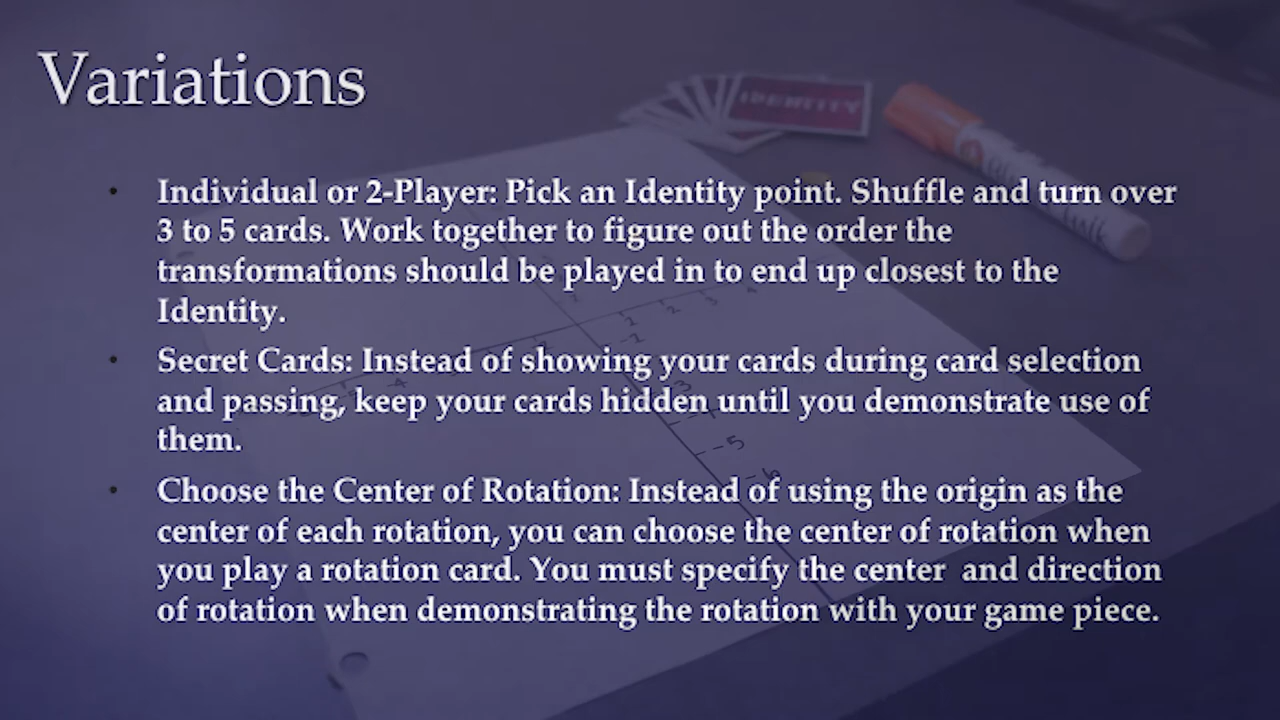 Variations
IDENTITY
• Individual or 2-Player: Pick an Identity point. Shuffle and turn over
3 to 5 cards. Work together to figure out the order the
transformations should be played in to end up closest to the
Identity.
• Secret Cards: Instead of showing your cards during card selection
and passing, keep your cards hidden until you demonstrate use of
them.
• Choose the Center of Rotation: Instead of using the origin as the
center of each rotation, you can choose the center of rotation when
you play a rotation card. You must specify the center  and direction
of rotation when demonstrating the rotation with your game piece.
-5
-6